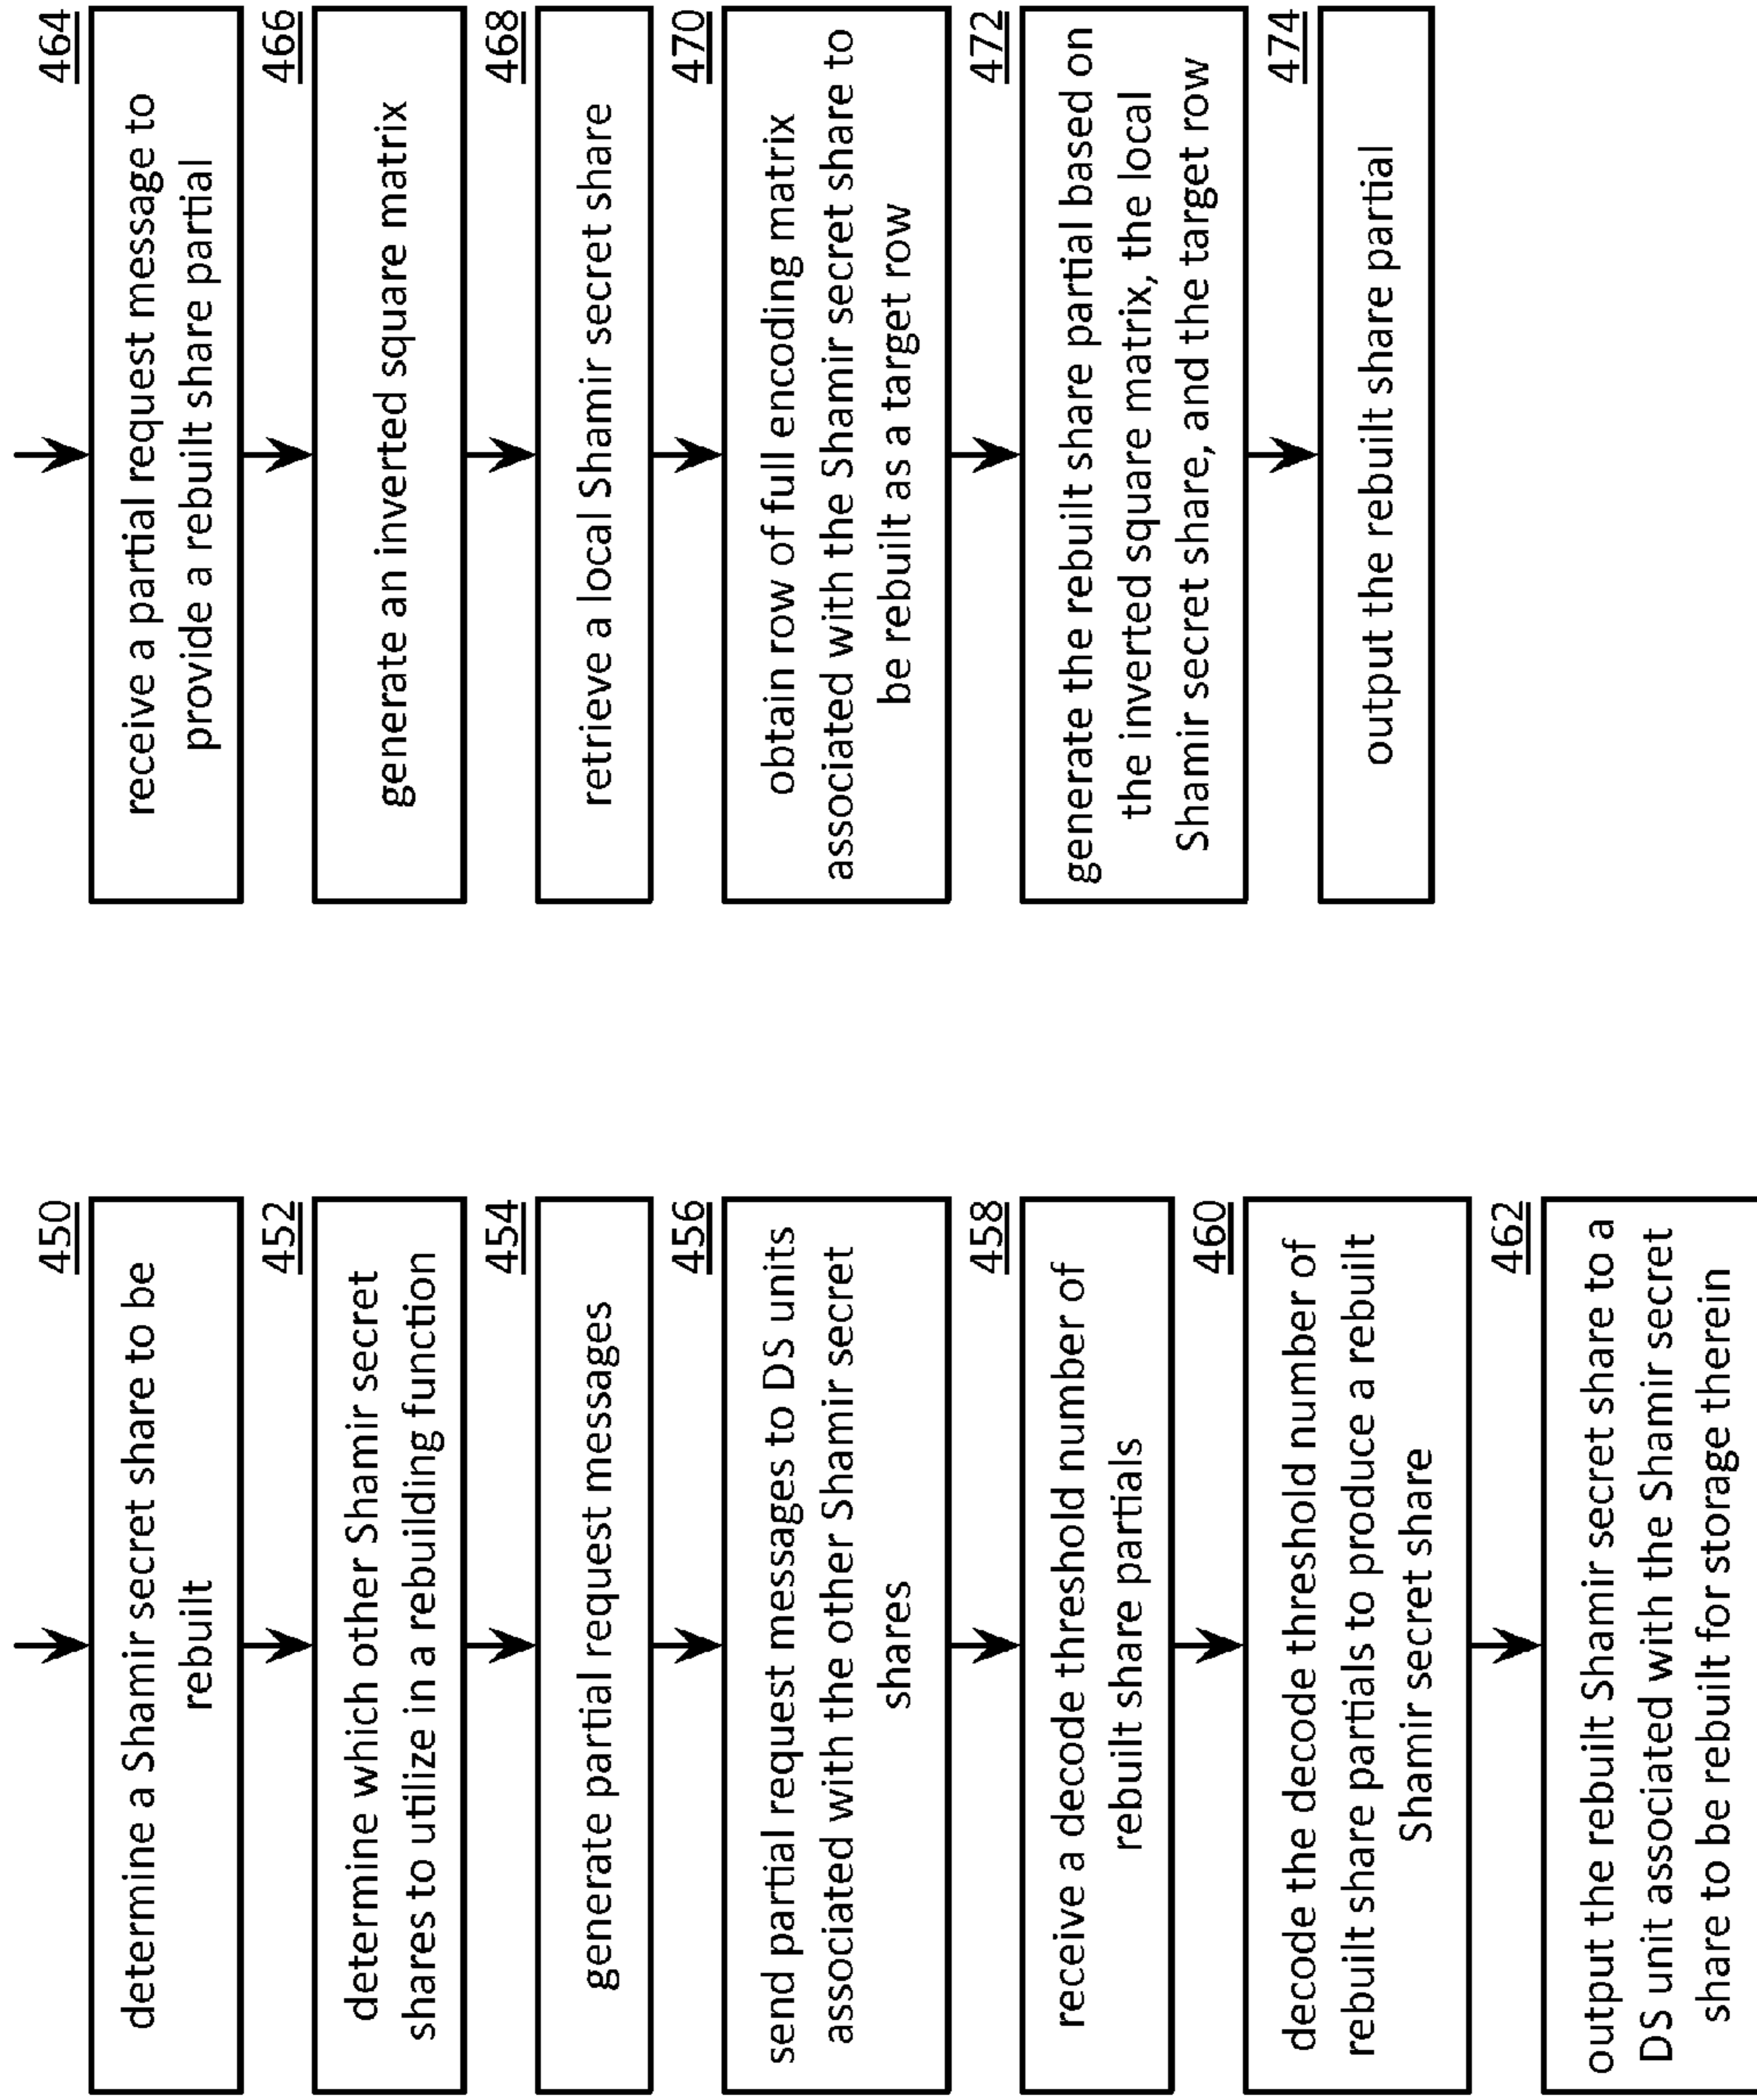 450
determine a Shamir secret share to be
rebuilt
452
determine which other Shamir secret
shares to utilize in a rebuilding function
454
generate partial request messages
456
send partial request messages to DS units
associated with the other Shamir secret
shares
458
receive a decode threshold number of
rebuilt share partials
460
decode the decode threshold number of
rebuilt share partials to produce a rebuilt
Shamir secret share
462
output the rebuilt Shamir secret share to a
DS unit associated with the Shamir secret
share to be rebuilt for storage therein
464
receive a partial request message to
provide a rebuilt share partial
466
generate an inverted square matrix
468
retrieve a local Shamir secret share
470
obtain row of full encoding matrix
associated with the Shamir secret share to
be rebuilt as a target row
472
generate the rebuilt share partial based on
the inverted square matrix, the local
Shamir secret share, and the target row
474
output the rebuilt share partial